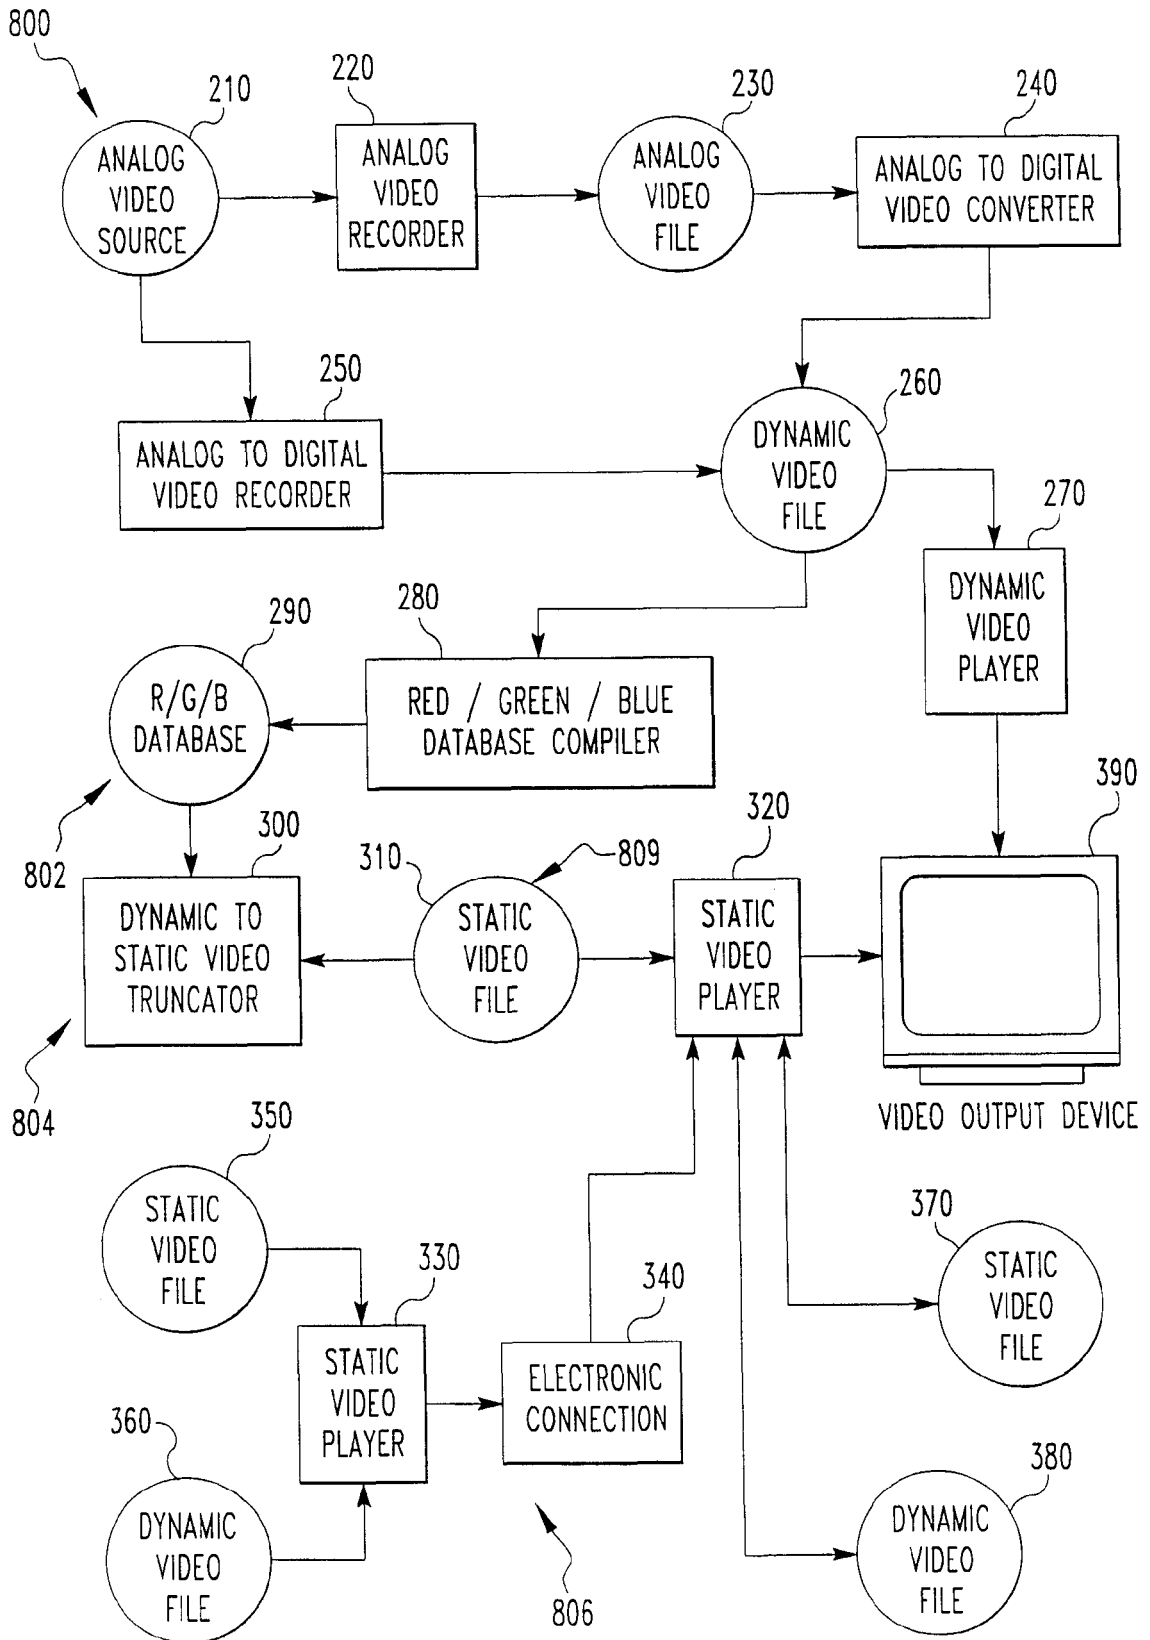 800
210
220
230
240
ANALOG
VIDEO
SOURCE
ANALOG
VIDEO
RECORDER
ANALOG
VIDEO
FILE
ANALOG TO DIGITAL
VIDEO CONVERTER
250
260
ANALOG TO DIGITAL
VIDEO RECORDER
DYNAMIC
VIDEO
FILE
270
DYNAMIC
VIDEO
PLAYER
280
290
R/G/B
DATABASE
RED / GREEN / BLUE
DATABASE COMPILER
802
300
310
809
320
390
DYNAMIC TO
STATIC VIDEO
TRUNCATOR
STATIC
VIDEO
FILE
STATIC
VIDEO
PLAYER
804
VIDEO OUTPUT DEVICE
350
STATIC
VIDEO
FILE
330
340
370
STATIC
VIDEO
FILE
STATIC
VIDEO
PLAYER
ELECTRONIC
CONNECTION
360
DYNAMIC
VIDEO
FILE
806
380
DYNAMIC
VIDEO
FILE